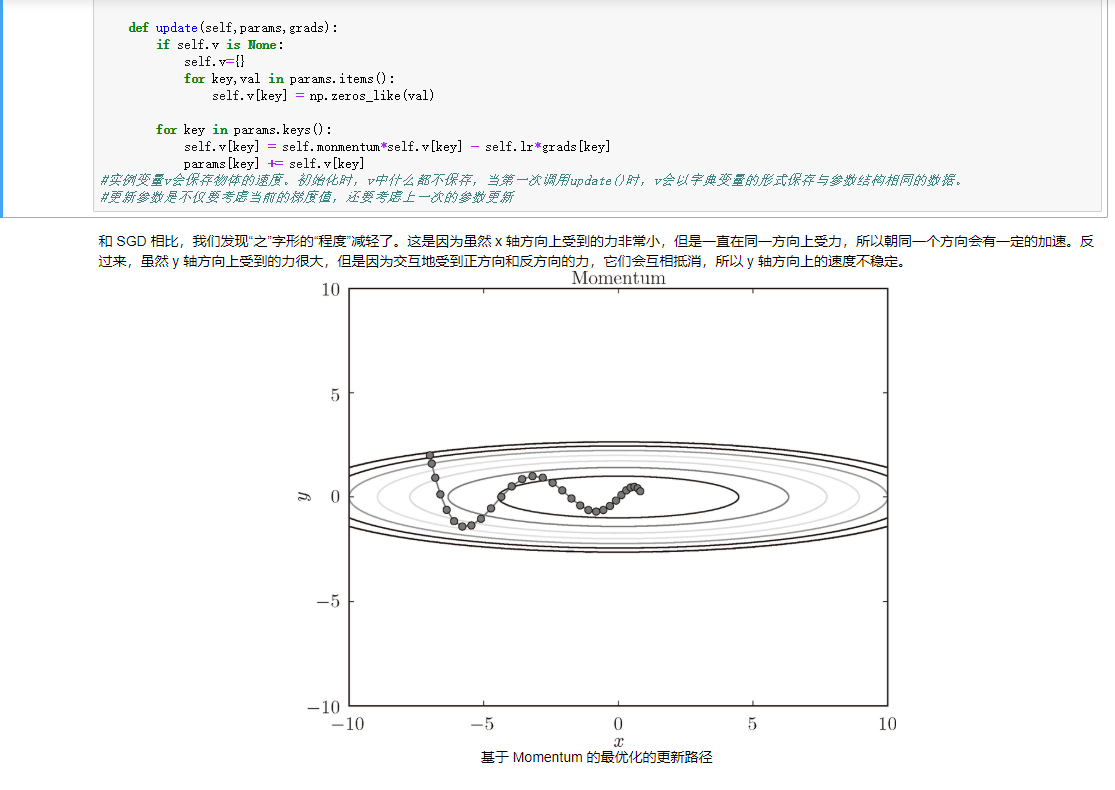 def update(self,params,grads):
if self.v is None:
self.v={}
for key,val in params.items():
self.v[key] = np.zeros_like(val)
for key in params.keys():
self.v[key] = self.monmentum*self.v[key] - self.lr*grads[key]
params[key] += self.v[key]
#实例变量v会保存物体的速度。初始化时，v中什么都不保存，当第一次调用update()时，v会以字典变量的形式保存与参数结构相同的数据。
#更新参数是不仅要考虑当前的梯度值，还要考虑上一次的参数更新
和 SGD 相比，我们发现“之”字形的“程度”减轻了。这是因为虽然 x 轴方向上受到的力非常小，但是一直在同一方向上受力，所以朝同一个方向会有一定的加速。反
过来，虽然 y 轴方向上受到的力很大，但是因为交互地受到正方向和反方向的力，它们会互相抵消，所以 y 轴方向上的速度不稳定。
Momentum
10
5
y
0
−5
−10
−10 −5 0 5 10
x
基于 Momentum 的最优化的更新路径